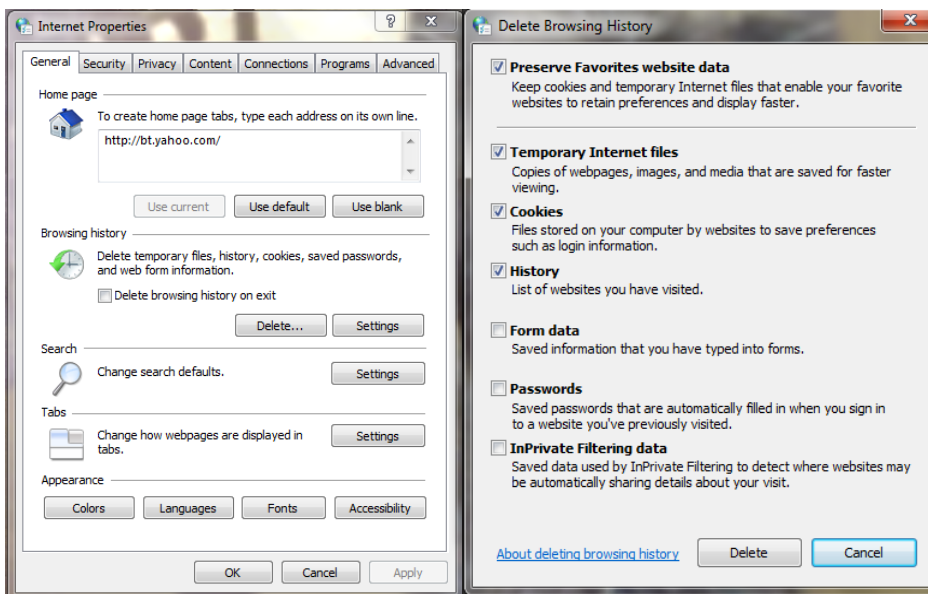 Internet Properties
General Security Privacy Content Connections Programs Advanced
Home page
To create home page tabs, type each address on its own line.
http://bt.yahoo.com/
Use current Use default Use blank
Browsing history
Delete temporary files, history, cookies, saved passwords,
and web form information.
Delete browsing history on exit
Delete... Settings
Search
Change search defaults.
Settings
Tabs
Change how webpages are displayed in
tabs.
Settings
Appearance
Colors Languages Fonts Accessibility
OK Cancel Apply
Delete Browsing History
Preserve Favorites website data
Keep cookies and temporary Internet files that enable your favorite
websites to retain preferences and display faster.
Temporary Internet files
Copies of webpages, images, and media that are saved for faster
viewing.
Cookies
Files stored on your computer by websites to save preferences
such as login information.
History
List of websites you have visited.
Form data
Saved information that you have typed into forms.
Passwords
Saved passwords that are automatically filled in when you sign in
to a website you've previously visited.
InPrivate Filtering data
Saved data used by InPrivate Filtering to detect where websites may
be automatically sharing details about your visit.
About deleting browsing history Delete Cancel